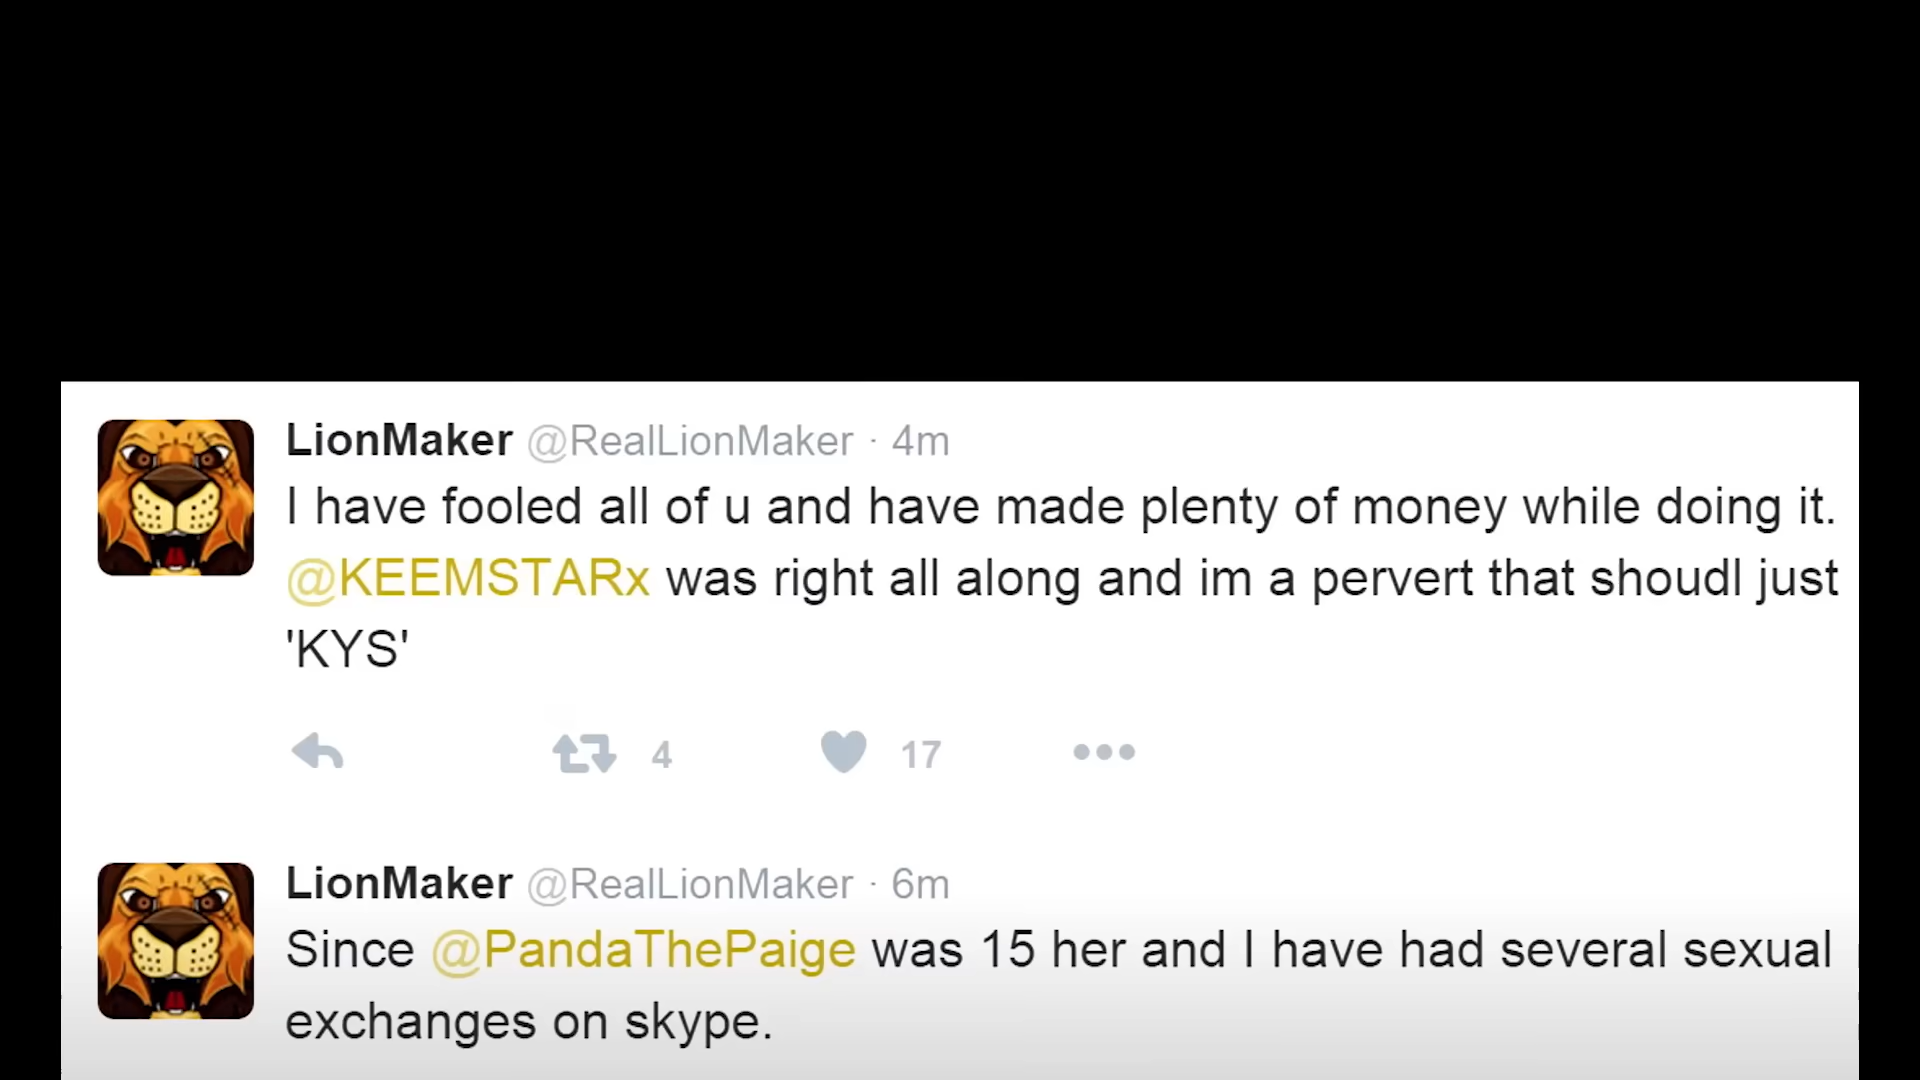 LionMaker @RealLionMaker · 4m
I have fooled all of u and have made plenty of money while doing it.
@KEEMSTARx was right all along and im a pervert that shoudl just
'KYS'
4 17
LionMaker @RealLionMaker · 6m
Since @PandaThePaige was 15 her and I have had several sexual
exchanges on skype.